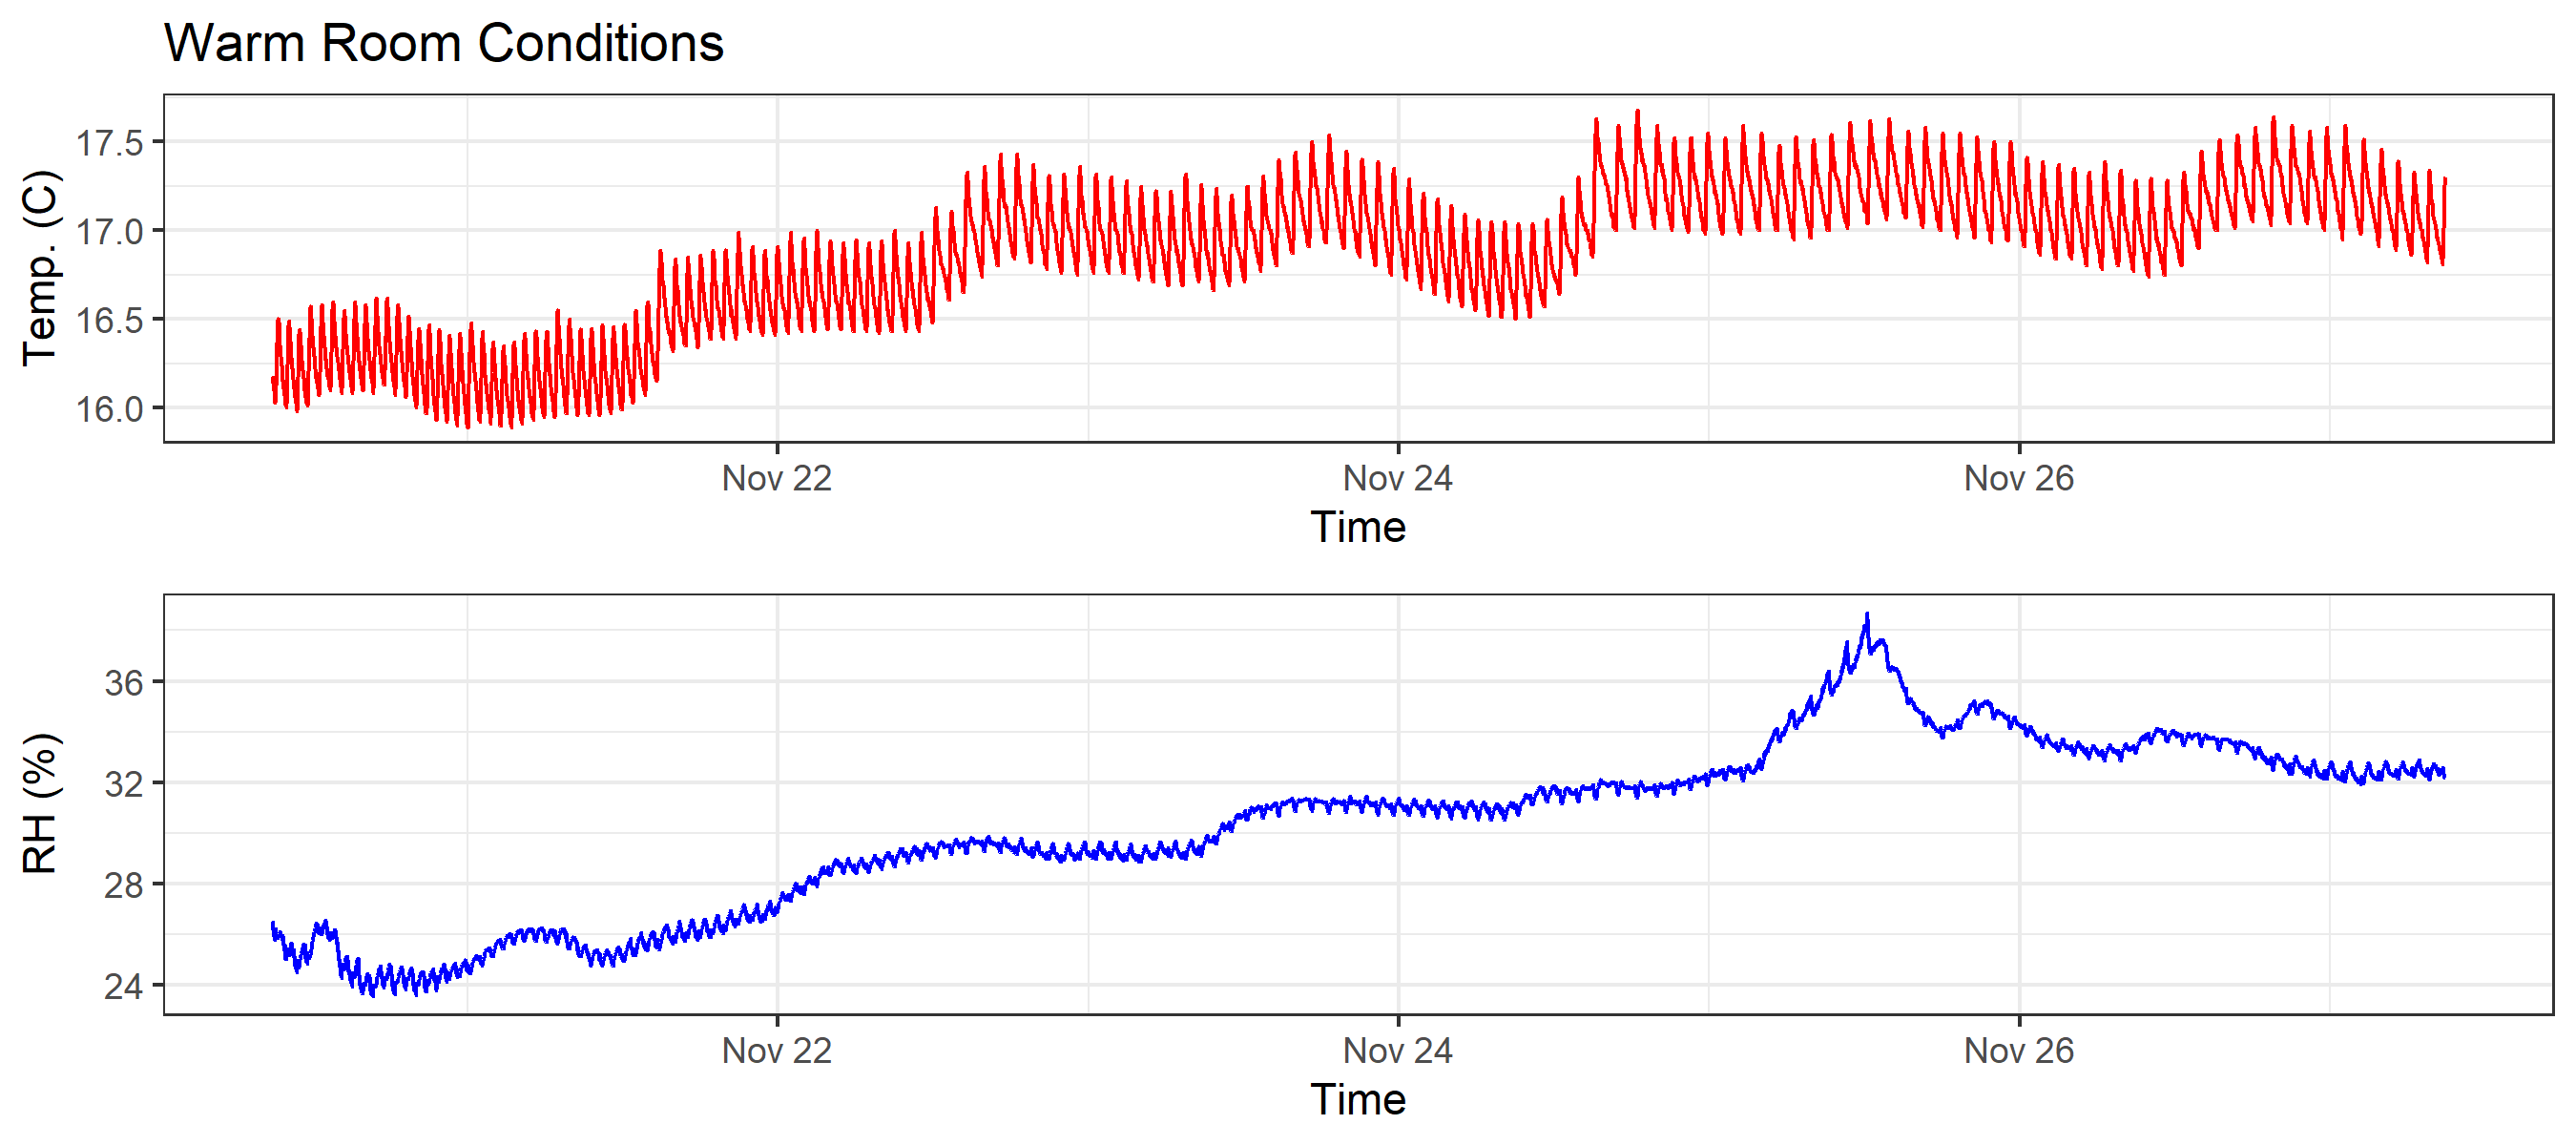 Warm Room Conditions
Temp. (C)
17.5
17.0
16.5
16.0
Nov 22 Nov 24 Nov 26
Time
RH (%)
36
32
28
24
Nov 22 Nov 24 Nov 26
Time